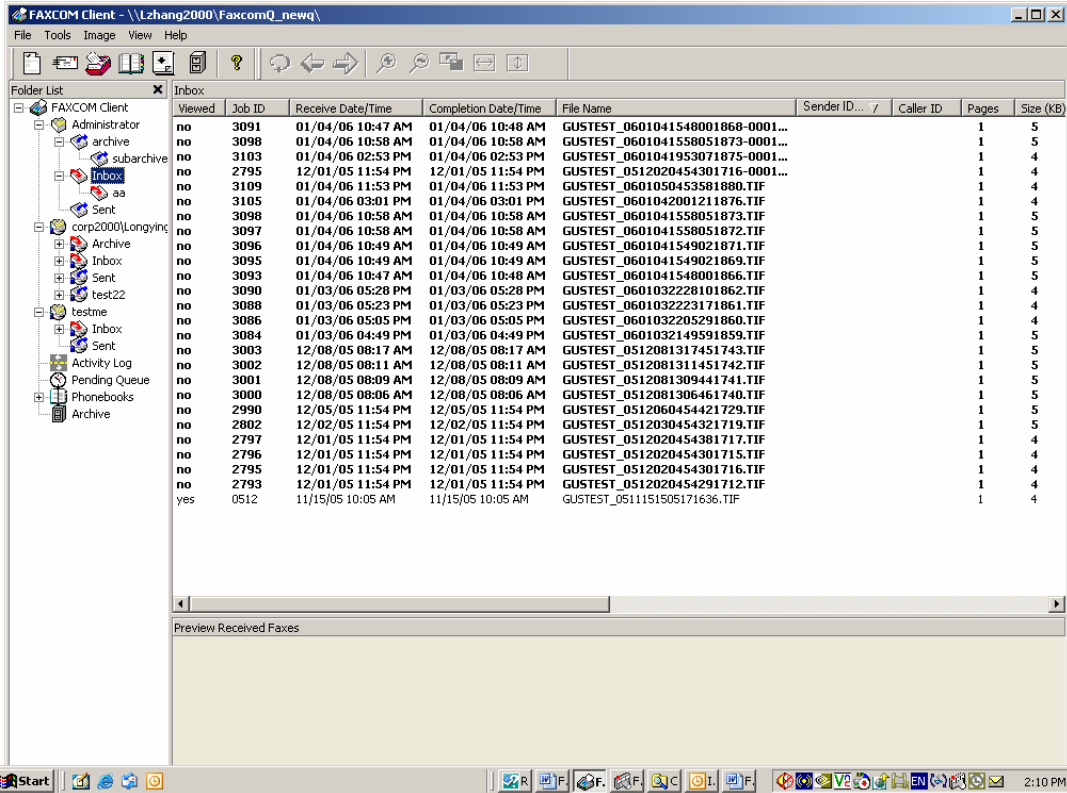 FAXCOM Client - \\Lzhang2000\FaxcomQ_newq\
File Tools Image View Help
Folder List
FAXCOM Client
Administrator
archive
subarchive
Inbox
aa
Sent
corp2000\Longying
Archive
Inbox
Sent
test22
testme
Inbox
Sent
Activity Log
Pending Queue
Phonebooks
Archive
Inbox
Viewed Job ID Receive Date/Time Completion Date/Time File Name Sender ID... Caller ID Pages Size (KB)
no 3091 01/04/06 10:47 AM 01/04/06 10:48 AM GUSTEST_0601041548001868-0001... 1 5
no 3098 01/04/06 10:58 AM 01/04/06 10:58 AM GUSTEST_0601041558051873-0001... 1 5
no 3103 01/04/06 02:53 PM 01/04/06 02:53 PM GUSTEST_0601041953071875-0001... 1 4
no 2795 12/01/05 11:54 PM 12/01/05 11:54 PM GUSTEST_0512020454301716-0001... 1 4
no 3109 01/04/06 11:53 PM 01/04/06 11:53 PM GUSTEST_0601050453581880.TIF 1 4
no 3105 01/04/06 03:01 PM 01/04/06 03:01 PM GUSTEST_0601042001211876.TIF 1 4
no 3098 01/04/06 10:58 AM 01/04/06 10:58 AM GUSTEST_0601041558051873.TIF 1 5
no 3097 01/04/06 10:58 AM 01/04/06 10:58 AM GUSTEST_0601041558051872.TIF 1 5
no 3096 01/04/06 10:49 AM 01/04/06 10:49 AM GUSTEST_0601041549021871.TIF 1 5
no 3095 01/04/06 10:49 AM 01/04/06 10:49 AM GUSTEST_0601041549021869.TIF 1 5
no 3093 01/04/06 10:47 AM 01/04/06 10:48 AM GUSTEST_0601041548001866.TIF 1 5
no 3090 01/03/06 05:28 PM 01/03/06 05:28 PM GUSTEST_0601032228101862.TIF 1 4
no 3088 01/03/06 05:23 PM 01/03/06 05:23 PM GUSTEST_0601032223171861.TIF 1 4
no 3086 01/03/06 05:05 PM 01/03/06 05:05 PM GUSTEST_0601032205291860.TIF 1 4
no 3084 01/03/06 04:49 PM 01/03/06 04:49 PM GUSTEST_0601032149591859.TIF 1 5
no 3003 12/08/05 08:17 AM 12/08/05 08:17 AM GUSTEST_0512081317451743.TIF 1 5
no 3002 12/08/05 08:11 AM 12/08/05 08:11 AM GUSTEST_0512081311451742.TIF 1 5
no 3001 12/08/05 08:09 AM 12/08/05 08:09 AM GUSTEST_0512081309441741.TIF 1 5
no 3000 12/08/05 08:06 AM 12/08/05 08:06 AM GUSTEST_0512081306461740.TIF 1 5
no 2990 12/05/05 11:54 PM 12/05/05 11:54 PM GUSTEST_0512060454421729.TIF 1 5
no 2802 12/02/05 11:54 PM 12/02/05 11:54 PM GUSTEST_0512030454321719.TIF 1 5
no 2797 12/01/05 11:54 PM 12/01/05 11:54 PM GUSTEST_0512020454381717.TIF 1 4
no 2796 12/01/05 11:54 PM 12/01/05 11:54 PM GUSTEST_0512020454301715.TIF 1 4
no 2795 12/01/05 11:54 PM 12/01/05 11:54 PM GUSTEST_0512020454301716.TIF 1 4
no 2793 12/01/05 11:54 PM 12/01/05 11:54 PM GUSTEST_0512020454291712.TIF 1 4
yes 0512 11/15/05 10:05 AM 11/15/05 10:05 AM GUSTEST_0511151505171636.TIF 1 4
Preview Received Faxes
Start R F. F. F. C I. F. EN 2:10 PM